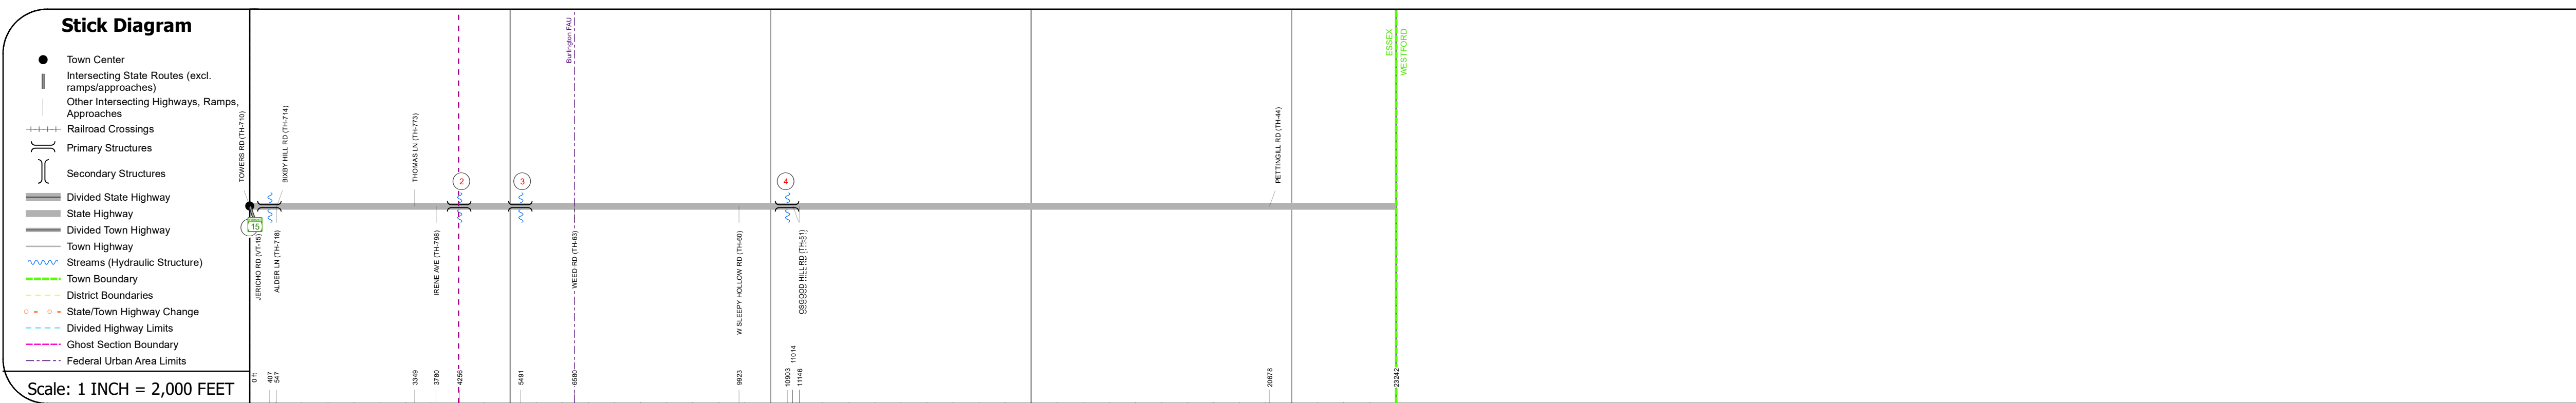 Stick Diagram
Town Center
Intersecting State Routes (excl.
ramps/approaches)
Other Intersecting Highways, Ramps,
Approaches
Railroad Crossings
Primary Structures
Secondary Structures
Divided State Highway
State Highway
Divided Town Highway
Town Highway
Streams (Hydraulic Structure)
Town Boundary
District Boundaries
State/Town Highway Change
Divided Highway Limits
Ghost Section Boundary
Federal Urban Area Limits
Scale: 1 INCH = 2,000 FEET
TOWERS RD (TH-710)
BIXBY HILL RD (TH-714)
THOMAS LN (TH-773)
Burlington FAU
PETTINGILL RD (TH-44)
ESSEX
WESTFORD
2
3
4
15
JERICHO RD (VT-15)
ALDER LN (TH-718)
IRENE AVE (TH-798)
WEED RD (TH-63)
W SLEEPY HOLLOW RD (TH-60)
OSGOOD HILL RD (TH-51)
0 ft
407
547
3349
3780
4256
5491
6580
9923
10903
11014
11146
20678
23242